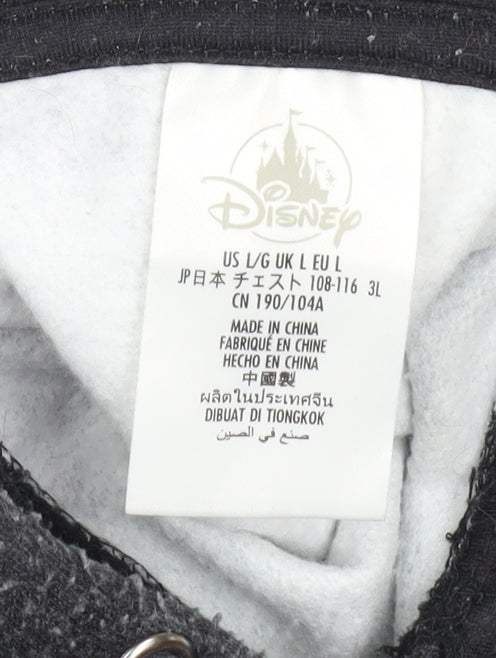 Disney
US L/G UK L EU L
JP日本 チェスト 108-116 3L
CN 190/104A
MADE IN CHINA
FABRIQUÉ EN CHINE
HECHO EN CHINA
中國製
ผลิตในประเทศจีน
DIBUAT DI TIONGKOK
صنع في الصين